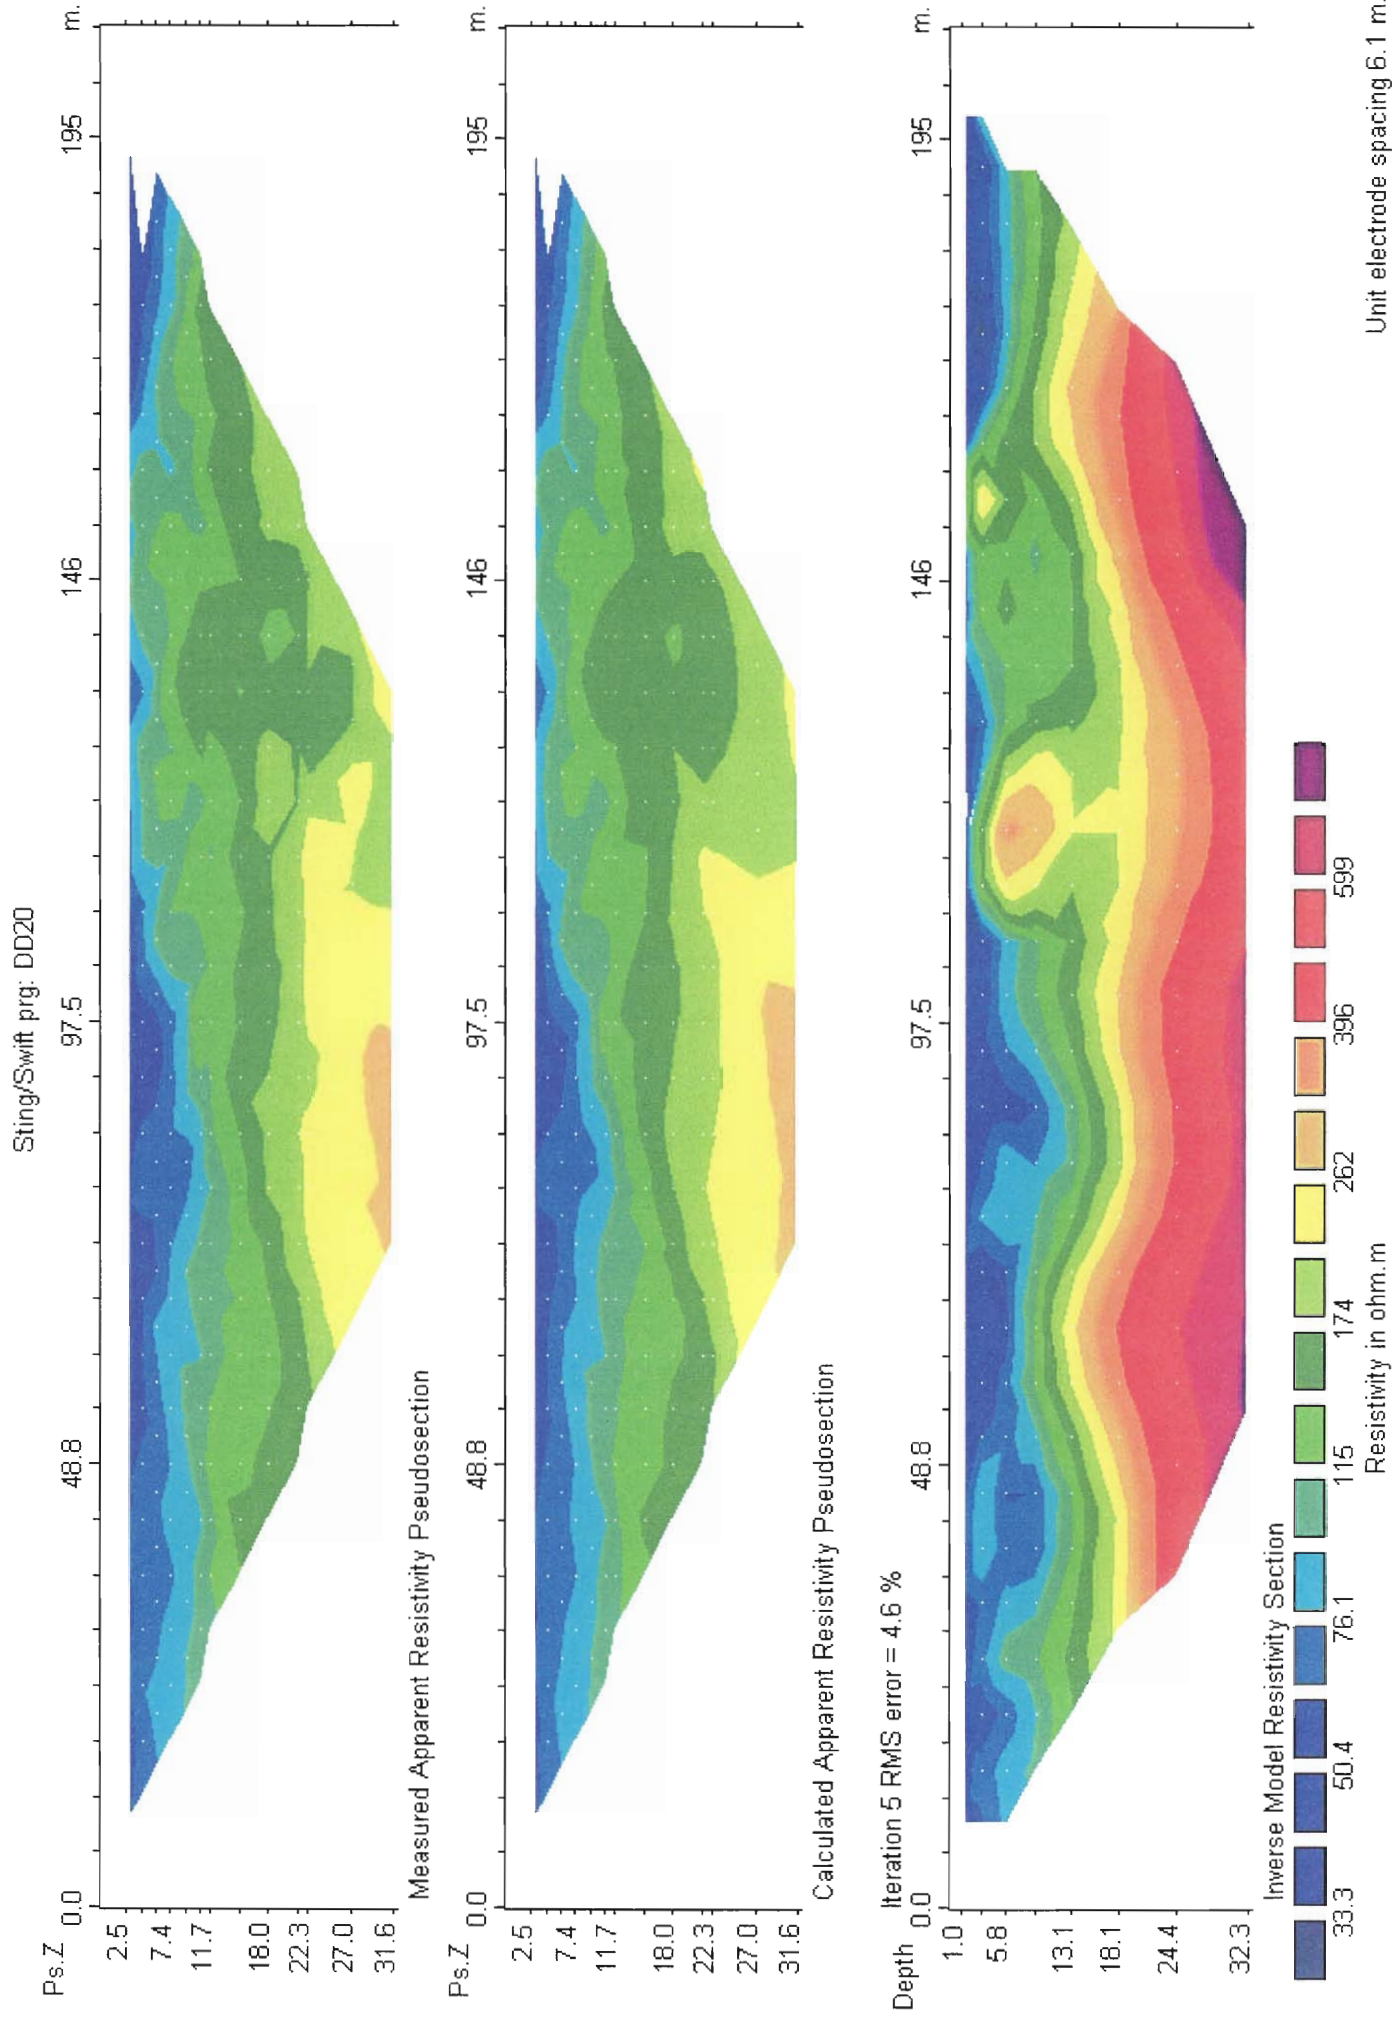 Sting/Swift prg: DD20
Ps.Z 0.0 48.8 97.5 146 195 m.
2.5
7.4
11.7
18.0
22.3
27.0
31.6
Measured Apparent Resistivity Pseudosection
Ps.Z 0.0 48.8 97.5 146 195 m.
2.5
7.4
11.7
18.0
22.3
27.0
31.6
Calculated Apparent Resistivity Pseudosection
Depth Iteration 5 RMS error = 4.6 %
0.0 48.8 97.5 146 195 m.
1.0
5.8
13.1
18.1
24.4
32.3
Inverse Model Resistivity Section
33.3 50.4 76.1 115 174 262 396 599
Resistivity in ohm.m
Unit electrode spacing 6.1 m.